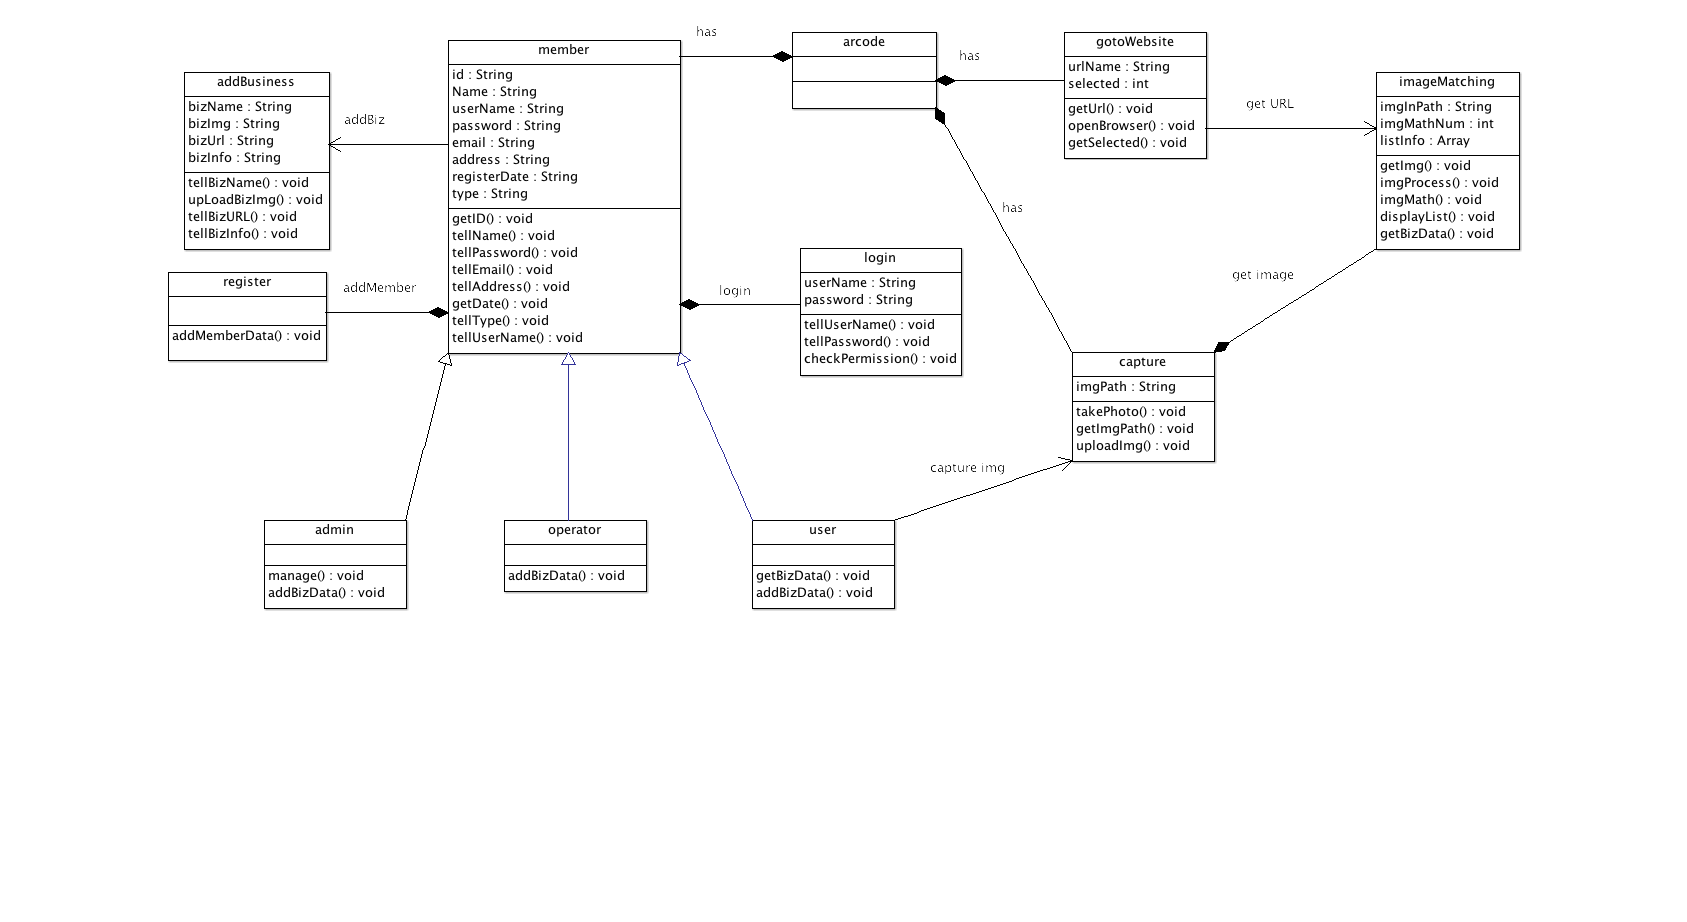 addBusiness
bizName : String
bizImg : String
bizUrl : String
bizInfo : String
tellBizName() : void
upLoadBizImg() : void
tellBizURL() : void
tellBizInfo() : void
addBiz
member
id : String
Name : String
userName : String
password : String
email : String
address : String
registerDate : String
type : String
getID() : void
tellName() : void
tellPassword() : void
tellEmail() : void
tellAddress() : void
getDate() : void
tellType() : void
tellUserName() : void
has
arcode
has
gotoWebsite
urlName : String
selected : int
getUrl() : void
openBrowser() : void
getSelected() : void
get URL
imageMatching
imgInPath : String
imgMathNum : int
listInfo : Array
getImg() : void
imgProcess() : void
imgMath() : void
displayList() : void
getBizData() : void
has
register
addMemberData() : void
addMember
login
login
userName : String
password : String
tellUserName() : void
tellPassword() : void
checkPermission() : void
get image
capture
imgPath : String
takePhoto() : void
getImgPath() : void
uploadImg() : void
capture img
admin
manage() : void
addBizData() : void
operator
addBizData() : void
user
getBizData() : void
addBizData() : void